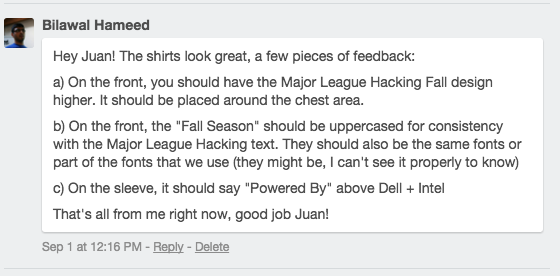 Bilawal Hameed
Hey Juan! The shirts look great, a few pieces of feedback:
a) On the front, you should have the Major League Hacking Fall design
higher. It should be placed around the chest area.
b) On the front, the "Fall Season" should be uppercased for consistency
with the Major League Hacking text. They should also be the same fonts or
part of the fonts that we use (they might be, I can't see it properly to know)
c) On the sleeve, it should say "Powered By" above Dell + Intel
That's all from me right now, good job Juan!
Sep 1 at 12:16 PM - Reply - Delete